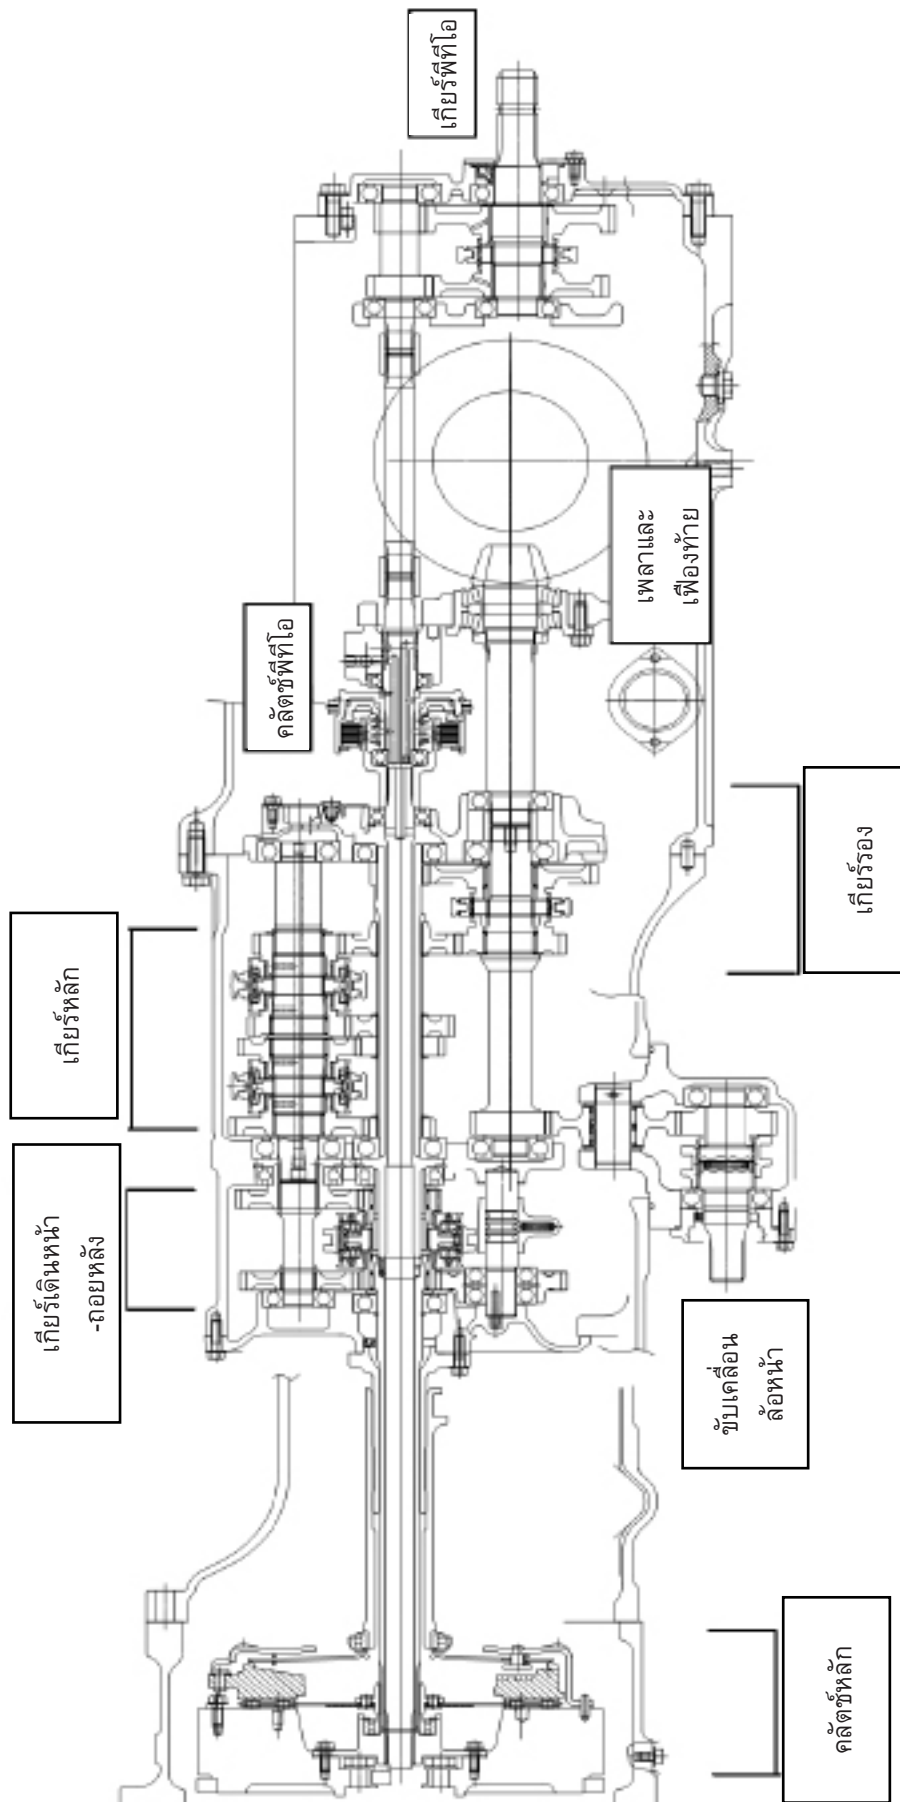 เกียร์พีทีโอ
เพลาและ
เฟืองท้าย
คลัตช์พีทีโอ
เกียร์รอง
เกียร์หลัก
เกียร์เดินหน้า
-ถอยหลัง
ขับเคลื่อน
ล้อหน้า
คลัตช์หลัก